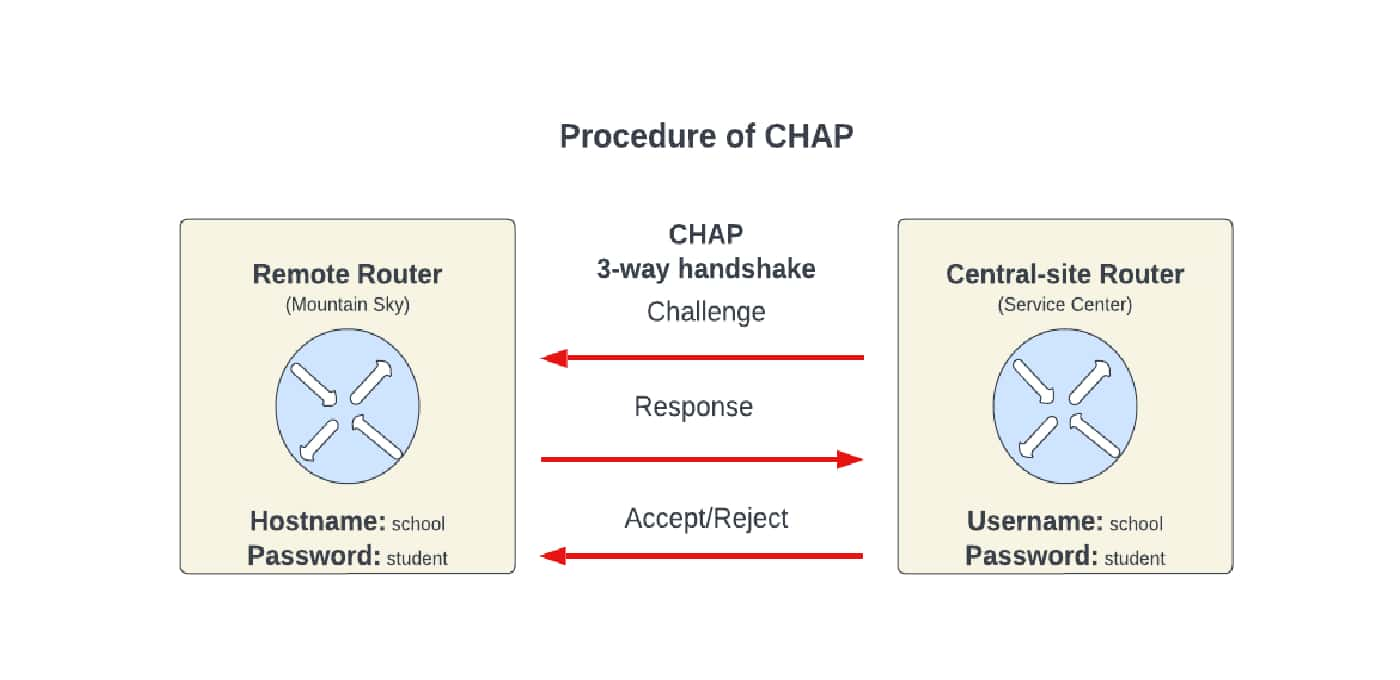 Procedure of CHAP
Remote Router
(Mountain Sky)
Hostname: school
Password: student
CHAP
3-way handshake
Challenge
Response
Accept/Reject
Central-site Router
(Service Center)
Username: school
Password: student